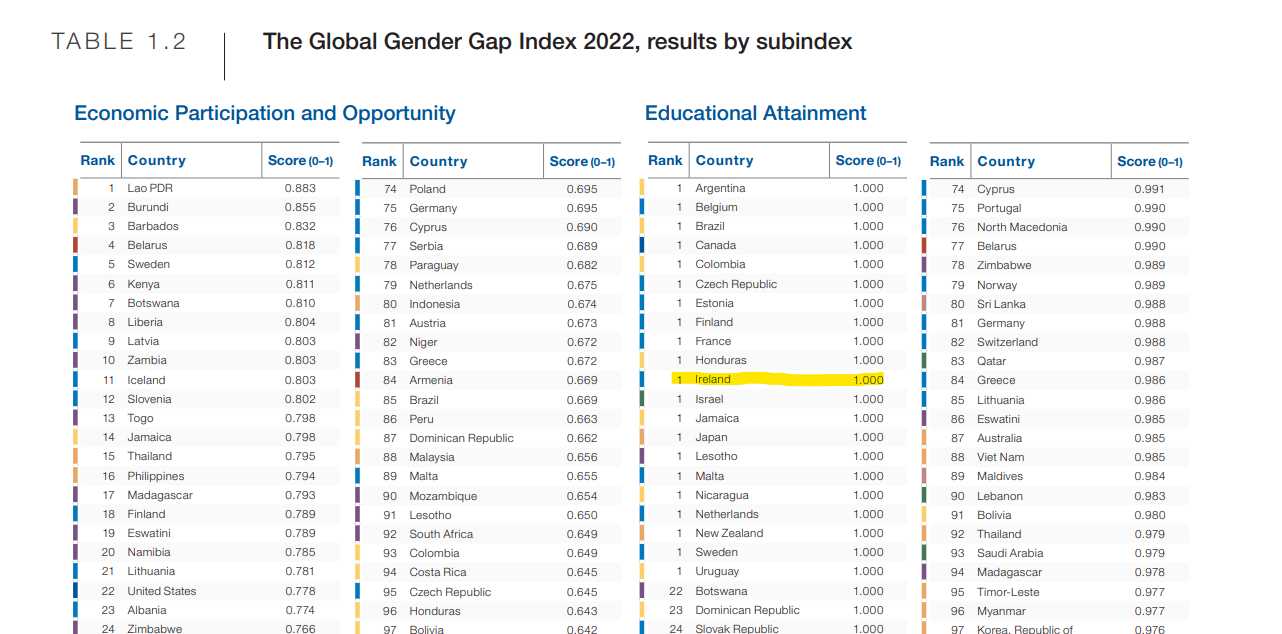 TABLE 1.2
The Global Gender Gap Index 2022, results by subindex
Economic Participation and Opportunity
Rank Country Score (0–1)
1 Lao PDR 0.883
2 Burundi 0.855
3 Barbados 0.832
4 Belarus 0.818
5 Sweden 0.812
6 Kenya 0.811
7 Botswana 0.810
8 Liberia 0.804
9 Latvia 0.803
10 Zambia 0.803
11 Iceland 0.803
12 Slovenia 0.802
13 Togo 0.798
14 Jamaica 0.798
15 Thailand 0.795
16 Philippines 0.794
17 Madagascar 0.793
18 Finland 0.789
19 Eswatini 0.789
20 Namibia 0.785
21 Lithuania 0.781
22 United States 0.778
23 Albania 0.774
24 Zimbabwe 0.766
Rank Country Score (0–1)
74 Poland 0.695
75 Germany 0.695
76 Cyprus 0.690
77 Serbia 0.689
78 Paraguay 0.682
79 Netherlands 0.675
80 Indonesia 0.674
81 Austria 0.673
82 Niger 0.672
83 Greece 0.672
84 Armenia 0.669
85 Brazil 0.669
86 Peru 0.663
87 Dominican Republic 0.662
88 Malaysia 0.656
89 Malta 0.655
90 Mozambique 0.654
91 Lesotho 0.650
92 South Africa 0.649
93 Colombia 0.649
94 Costa Rica 0.645
95 Czech Republic 0.645
96 Honduras 0.643
97 Bolivia 0.642
Educational Attainment
Rank Country Score (0–1)
1 Argentina 1.000
1 Belgium 1.000
1 Brazil 1.000
1 Canada 1.000
1 Colombia 1.000
1 Czech Republic 1.000
1 Estonia 1.000
1 Finland 1.000
1 France 1.000
1 Honduras 1.000
1 Ireland 1.000
1 Israel 1.000
1 Jamaica 1.000
1 Japan 1.000
1 Lesotho 1.000
1 Malta 1.000
1 Nicaragua 1.000
1 Netherlands 1.000
1 New Zealand 1.000
1 Sweden 1.000
1 Uruguay 1.000
22 Botswana 1.000
23 Dominican Republic 1.000
24 Slovak Republic 1.000
Rank Country Score (0–1)
74 Cyprus 0.991
75 Portugal 0.990
76 North Macedonia 0.990
77 Belarus 0.990
78 Zimbabwe 0.989
79 Norway 0.989
80 Sri Lanka 0.988
81 Germany 0.988
82 Switzerland 0.988
83 Qatar 0.987
84 Greece 0.986
85 Lithuania 0.986
86 Eswatini 0.985
87 Australia 0.985
88 Viet Nam 0.985
89 Maldives 0.984
90 Lebanon 0.983
91 Bolivia 0.980
92 Thailand 0.979
93 Saudi Arabia 0.979
94 Madagascar 0.978
95 Timor-Leste 0.977
96 Myanmar 0.977
97 Korea, Republic of 0.976